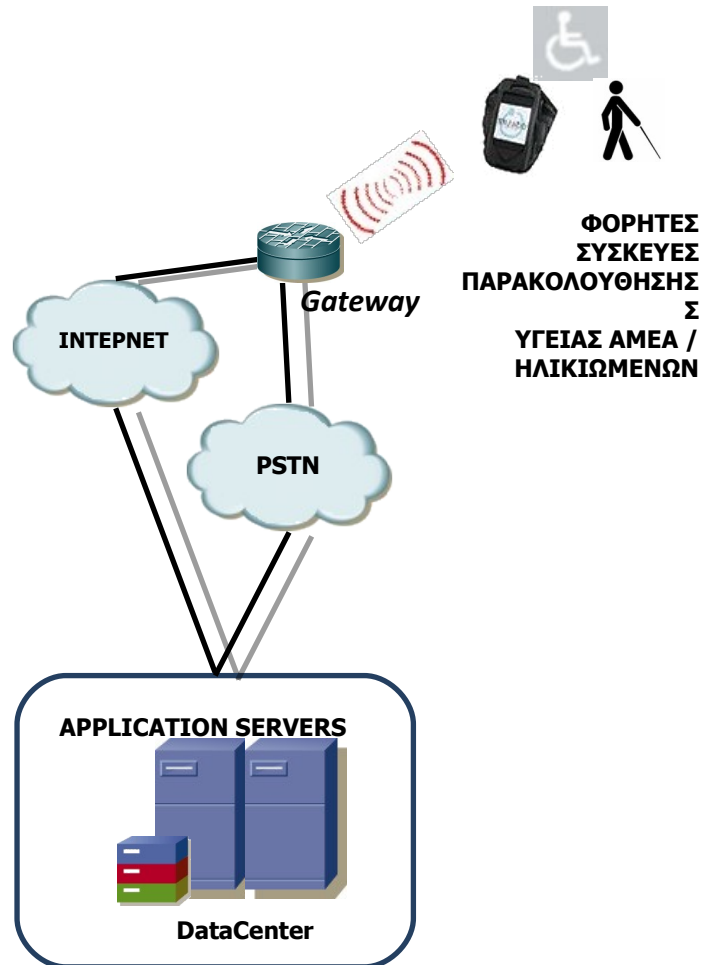 ΦΟΡΗΤΕΣ
ΣΥΣΚΕΥΕΣ
ΠΑΡΑΚΟΛΟΥΘΗΣΗΣ
Σ
ΥΓΕΙΑΣ ΑΜΕΑ /
ΗΛΙΚΙΩΜΕΝΩΝ
Gateway
INTEPNET
PSTN
APPLICATION SERVERS
DataCenter